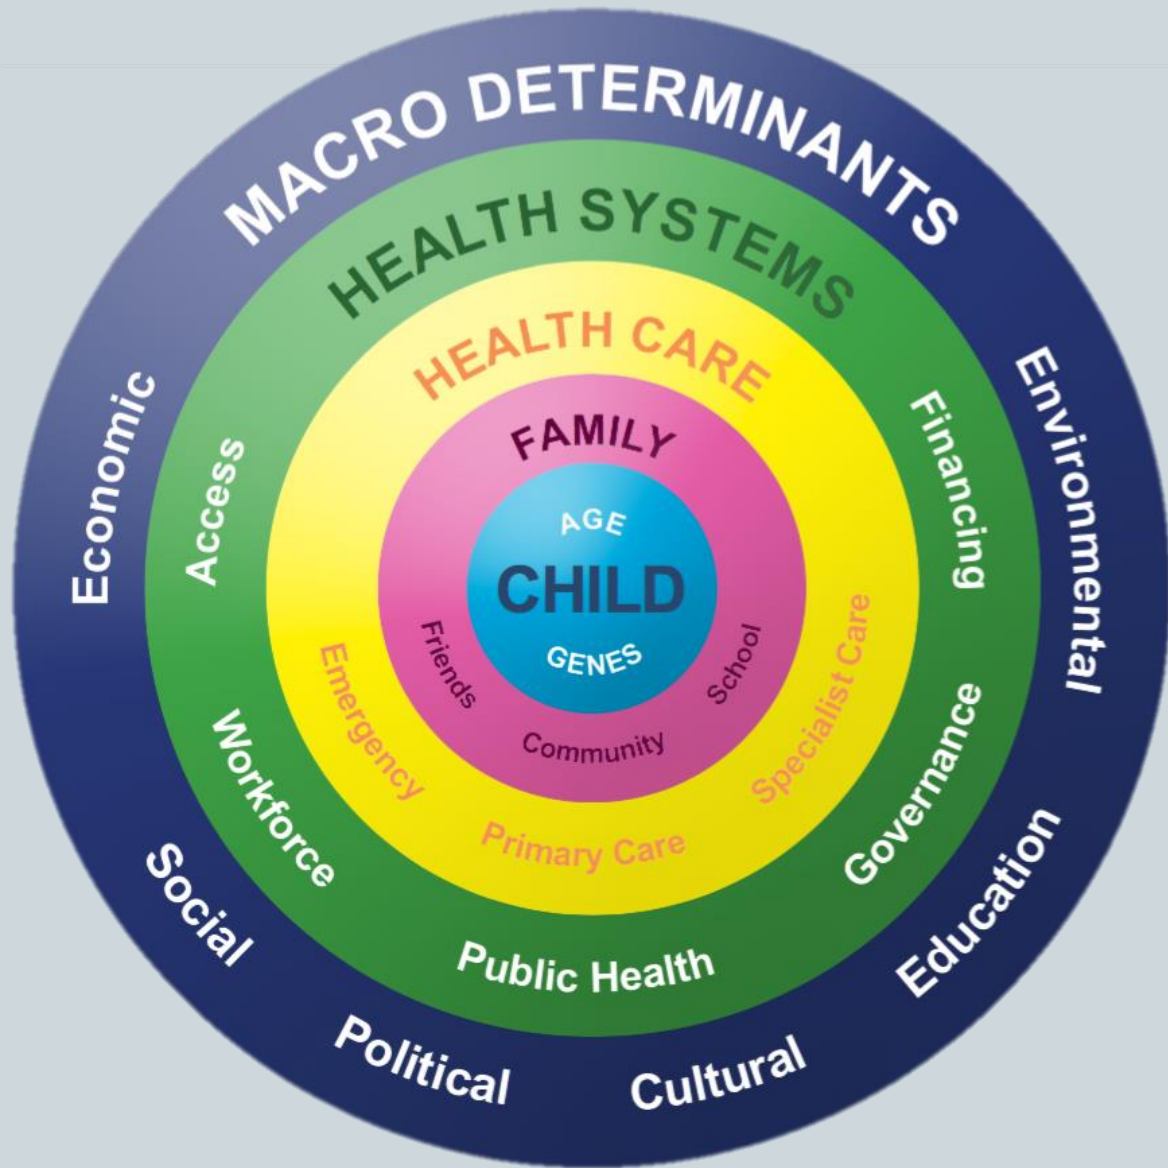 MACRO DETERMINANTS
Economic
Environmental
Social
Education
Political
Cultural
HEALTH SYSTEMS
Access
Financing
Workforce
Governance
Public Health
HEALTH CARE
Emergency
Specialist Care
Primary Care
FAMILY
Friends
School
Community
AGE
CHILD
GENES